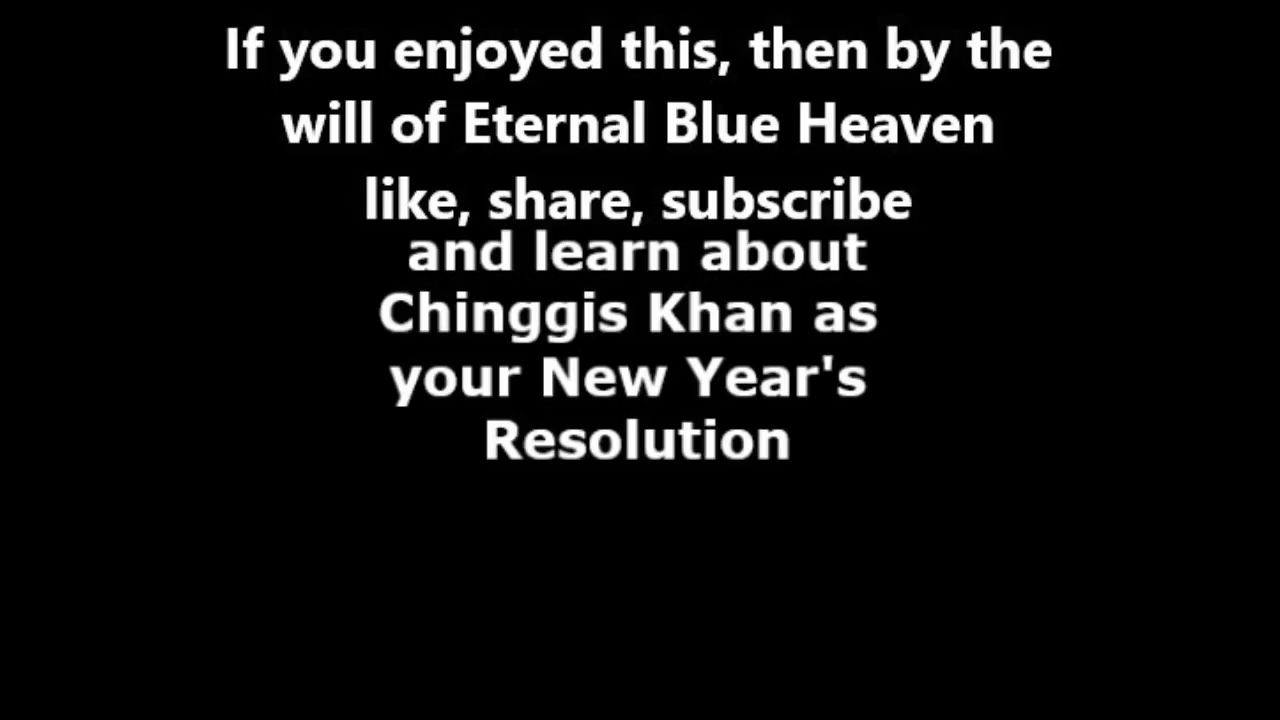 If you enjoyed this, then by the
will of Eternal Blue Heaven
like, share, subscribe
and learn about
Chinggis Khan as
your New Year's
Resolution